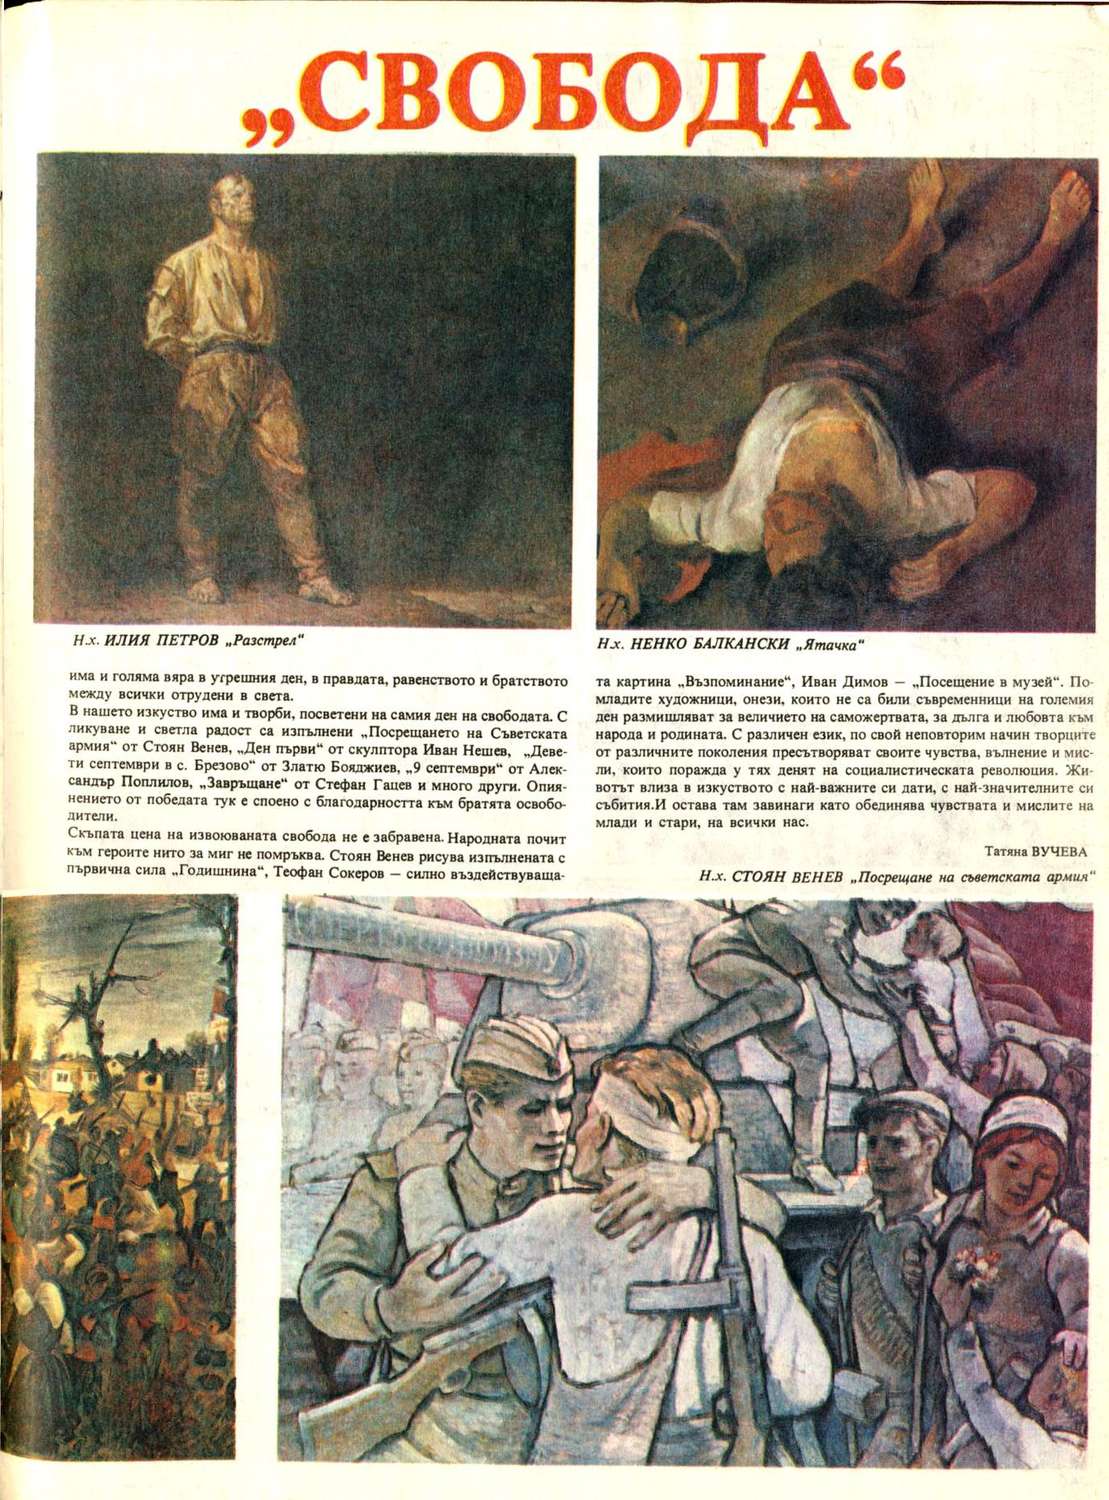 „СВОБОДА“
Н.х. ИЛИЯ ПЕТРОВ „Разстрел“
Н.х. НЕНКО БАЛКАНСКИ „Ятачка“
има и голяма вяра в утрешния ден, в правдата, равенството и братството
между всички отрудени в света.
В нашето изкуство има и творби, посветени на самия ден на свободата. С
ликуване и светла радост са изпълнени „Посрещането на Съветската
армия“ от Стоян Венев, „Ден първи“ от скулптора Иван Нешев, „Деве-
ти септември в с. Брезово“ от Златю Бояджиев, „9 септември“ от Алек-
сандър Поплилов, „Завръщане“ от Стефан Гацев и много други. Опия-
нението от победата тук е споено с благодарността към братята освобо-
дители.
Скъпата цена на извоюваната свобода не е забравена. Народната почит
към героите нито за миг не помръква. Стоян Венев рисува изпълнената с
първична сила „Годишнина“, Теофан Сокеров — силно въздействуваща-
та картина „Възпоминание“, Иван Димов — „Посещение в музей“. По-
младите художници, онези, които не са били съвременници на големия
ден размишляват за величието на саможертвата, за дълга и любовта към
народа и родината. С различен език, по свой неповторим начин творците
от различните поколения пресътворяват своите чувства, вълнение и мис-
ли, които поражда у тях денят на социалистическата революция. Жи-
вотът влиза в изкуството с най-важните си дати, с най-значителните си
събития.И остава там завинаги като обединява чувствата и мислите на
млади и стари, на всички нас.
Татяна ВУЧЕВА
Н.х. СТОЯН ВЕНЕВ „Посрещане на съветската армия“